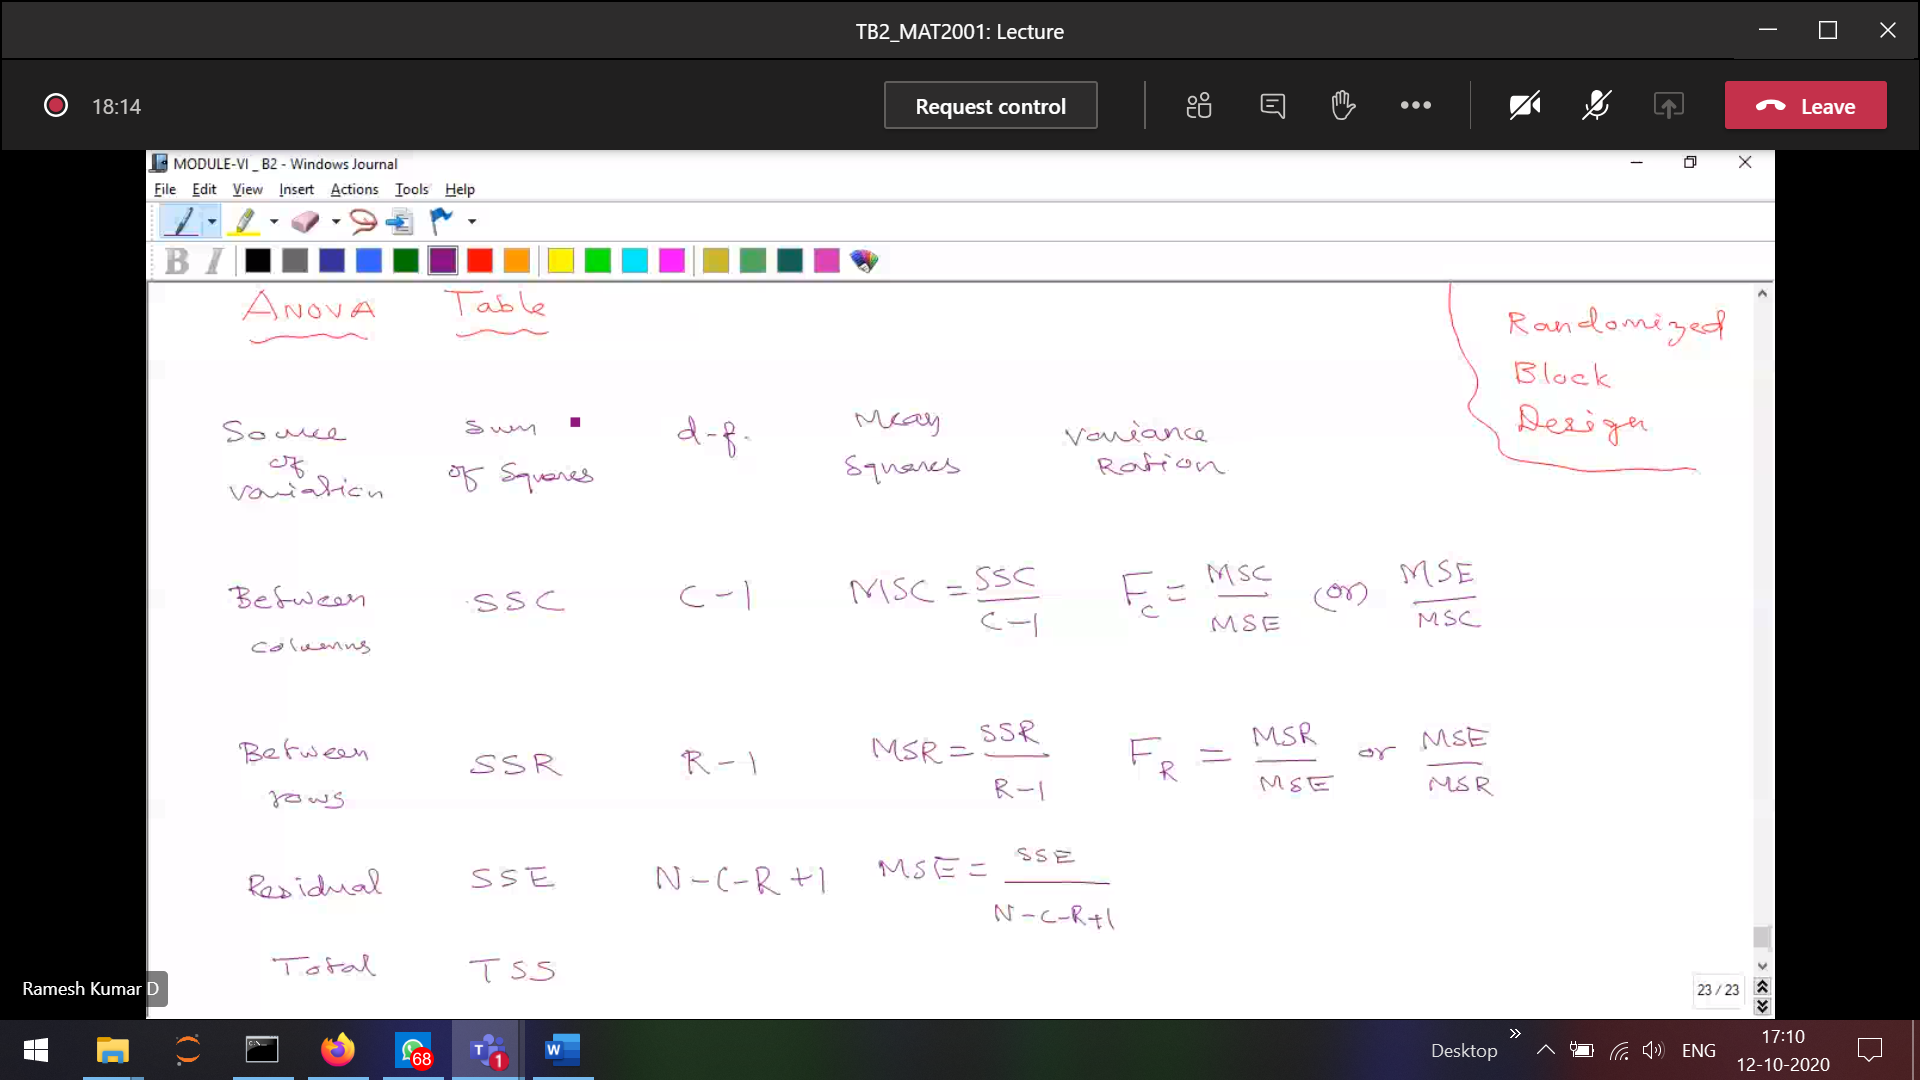 TB2_MAT2001: Lecture
18:14
Request control
Leave
MODULE-VI _ B2 - Windows Journal
File Edit View Insert Actions Tools Help
B I
ANOVA Table
Randomized
Block
Design
Source of variation
Sum of Squares
d.f.
Mean Squares
Variance Ration
Between columns SSC C-1 MSC = SSC / C-1 F_C = MSC / MSE (or) MSE / MSC
Between rows SSR R-1 MSR = SSR / R-1 F_R = MSR / MSE or MSE / MSR
Residual SSE N-C-R+1 MSE = SSE / N-C-R+1
Total TSS
Ramesh Kumar D
23 / 23
68
1
Desktop
ENG
17:10
12-10-2020